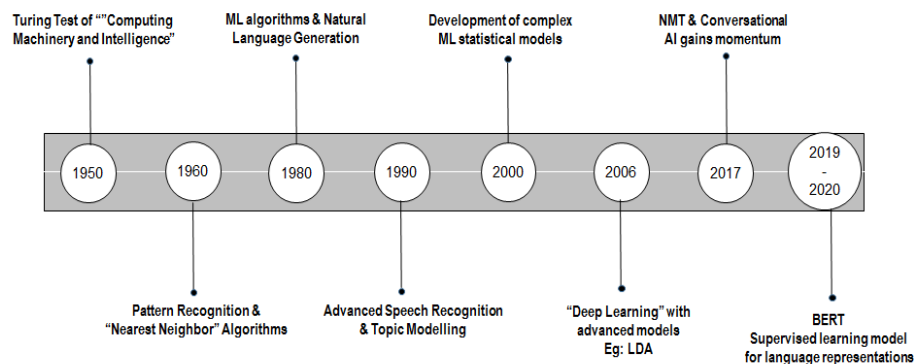 Turing Test of “”Computing
Machinery and Intelligence”
ML algorithms & Natural
Language Generation
Development of complex
ML statistical models
NMT & Conversational
AI gains momentum
1950
1960
1980
1990
2000
2006
2017
2019
-
2020
Pattern Recognition &
“Nearest Neighbor” Algorithms
Advanced Speech Recognition
& Topic Modelling
“Deep Learning” with
advanced models
Eg: LDA
BERT
Supervised learning model
for language representations